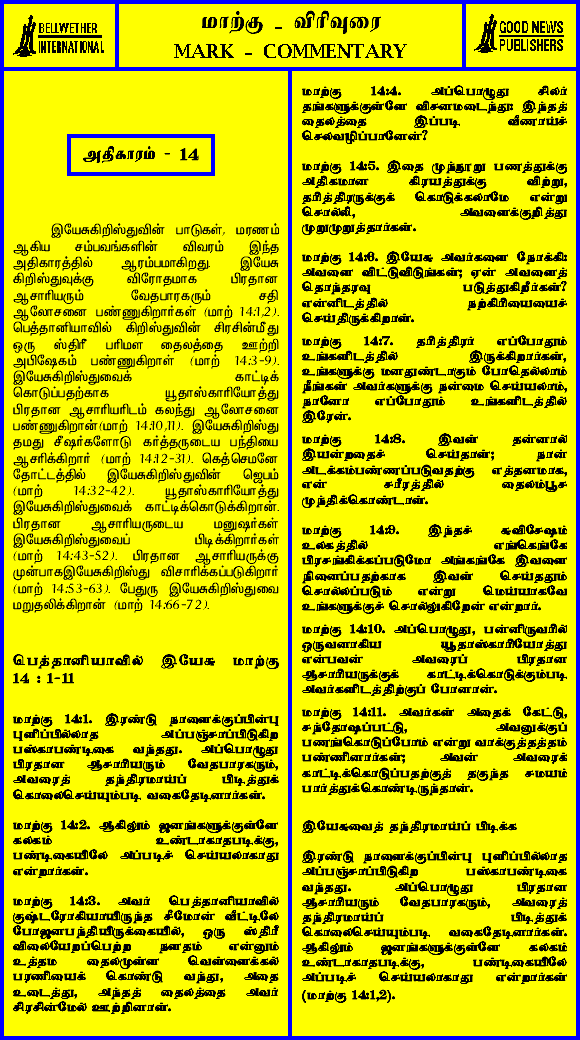 BELLWETHER
INTERNATIONAL
மாற்கு - விரிவுரை
MARK - COMMENTARY
GOOD NEWS
PUBLISHERS
அதிகாரம் - 14
இயேசுகிறிஸ்துவின் பாடுகள், மரணம்
ஆகிய சம்பவங்களின் விவரம் இந்த
அதிகாரத்தில் ஆரம்பமாகிறது. இயேசு
கிறிஸ்துவுக்கு விரோதமாக பிரதான
ஆசாரியரும் வேதபாரகரும் சதி
ஆலோசனை பண்ணுகிறார்கள் (மாற் 14:1,2).
பெத்தானியாவில் கிறிஸ்துவின் சிரசின்மீது
ஒரு ஸ்திரீ பரிமள தைலத்தை ஊற்றி
அபிஷேகம் பண்ணுகிறாள் (மாற் 14:3-9).
இயேசுகிறிஸ்துவைக் காட்டிக்
கொடுப்பதற்காக யூதாஸ்காரியோத்து
பிரதான ஆசாரியரிடம் கலந்து ஆலோசனை
பண்ணுகிறான்(மாற் 14:10,11). இயேசுகிறிஸ்து
தமது சீஷர்களோடு கர்த்தருடைய பந்தியை
ஆசரிக்கிறார் (மாற் 14:12-31). கெத்செமனே
தோட்டத்தில் இயேசுகிறிஸ்துவின் ஜெபம்
(மாற் 14:32-42). யூதாஸ்காரியோத்து
இயேசுகிறிஸ்துவைக் காட்டிக்கொடுக்கிறான்.
பிரதான ஆசாரியருடைய மனுஷர்கள்
இயேசுகிறிஸ்துவைப் பிடிக்கிறார்கள்
(மாற் 14:43-52). பிரதான ஆசாரியருக்கு
முன்பாகஇயேசுகிறிஸ்து விசாரிக்கப்படுகிறார்
(மாற் 14:53-63). பேதுரு இயேசுகிறிஸ்துவை
மறுதலிக்கிறான் (மாற் 14:66-72).
பெத்தானியாவில் இயேசு மாற்கு
14 : 1-11
மாற்கு 14:1. இரண்டு நாளைக்குப்பின்பு
புளிப்பில்லாத அப்பஞ்சாப்பிடுகிற
பஸ்காபண்டிகை வந்தது. அப்பொழுது
பிரதான ஆசாரியரும் வேதபாரகரும்,
அவரைத் தந்திரமாய்ப் பிடித்துக்
கொலைசெய்யும்படி வகைதேடினார்கள்.
மாற்கு 14:2. ஆகிலும் ஜனங்களுக்குள்ளே
கலகம் உண்டாகாதபடிக்கு,
பண்டிகையிலே அப்படிச் செய்யலாகாது
என்றார்கள்.
மாற்கு 14:3. அவர் பெத்தானியாவில்
குஷ்டரோகியாயிருந்த சீமோன் வீட்டிலே
போஜனபந்தியிருக்கையில், ஒரு ஸ்திரீ
விலையேறப்பெற்ற நளதம் என்னும்
உத்தம தைலமுள்ள வெள்ளைக்கல்
பரணியைக் கொண்டு வந்து, அதை
உடைத்து, அந்தத் தைலத்தை அவர்
சிரசின்மேல் ஊற்றினாள்.
மாற்கு 14:4. அப்பொழுது சிலர்
தங்களுக்குள்ளே விசனமடைந்து: இந்தத்
தைலத்தை இப்படி வீணாய்ச்
செலவழிப்பானேன்?
மாற்கு 14:5. இதை முந்நூறு பணத்துக்கு
அதிகமான கிரயத்துக்கு விற்று,
தரித்திரருக்குக் கொடுக்கலாமே என்று
சொல்லி, அவளைக்குறித்து
முறுமுறுத்தார்கள்.
மாற்கு 14:6. இயேசு அவர்களை நோக்கி:
அவளை விட்டுவிடுங்கள்; ஏன் அவளைத்
தொந்தரவு படுத்துகிறீர்கள்?
என்னிடத்தில் நற்கிரியையைச்
செய்திருக்கிறாள்.
மாற்கு 14:7. தரித்திரர் எப்போதும்
உங்களிடத்தில் இருக்கிறார்கள்,
உங்களுக்கு மனதுண்டாகும் போதெல்லாம்
நீங்கள் அவர்களுக்கு நன்மை செய்யலாம்,
நானோ எப்போதும் உங்களிடத்தில்
இரேன்.
மாற்கு 14:8. இவள் தன்னால்
இயன்றதைச் செய்தாள்; நான்
அடக்கம்பண்ணப்படுவதற்கு எத்தனமாக,
என் சரீரத்தில் தைலம்பூச
முந்திக்கொண்டாள்.
மாற்கு 14:9. இந்தச் சுவிசேஷம்
உலகத்தில் எங்கெங்கே
பிரசங்கிக்கப்படுமோ அங்கங்கே இவளை
நினைப்பதற்காக இவள் செய்ததும்
சொல்லப்படும் என்று மெய்யாகவே
உங்களுக்குச் சொல்லுகிறேன் என்றார்.
மாற்கு 14:10. அப்பொழுது, பன்னிருவரில்
ஒருவனாகிய யூதாஸ்காரியோத்து
என்பவன் அவரைப் பிரதான
ஆசாரியருக்குக் காட்டிக்கொடுக்கும்படி
அவர்களிடத்திற்குப் போனான்.
மாற்கு 14:11. அவர்கள் அதைக் கேட்டு,
சந்தோஷப்பட்டு, அவனுக்குப்
பணங்கொடுப்போம் என்று வாக்குத்தத்தம்
பண்ணினார்கள்; அவன் அவரைக்
காட்டிக்கொடுப்பதற்குத் தகுந்த சமயம்
பார்த்துக்கொண்டிருந்தான்.
இயேசுவைத் தந்திரமாய்ப் பிடிக்க
இரண்டு நாளைக்குப்பின்பு புளிப்பில்லாத
அப்பஞ்சாப்பிடுகிற பஸ்காபண்டிகை
வந்தது. அப்பொழுது பிரதான
ஆசாரியரும் வேதபாரகரும், அவரைத்
தந்திரமாய்ப் பிடித்துக்
கொலைசெய்யும்படி வகைதேடினார்கள்.
ஆகிலும் ஜனங்களுக்குள்ளே கலகம்
உண்டாகாதபடிக்கு, பண்டிகையிலே
அப்படிச் செய்யலாகாது என்றார்கள்
(மாற்கு 14:1,2).